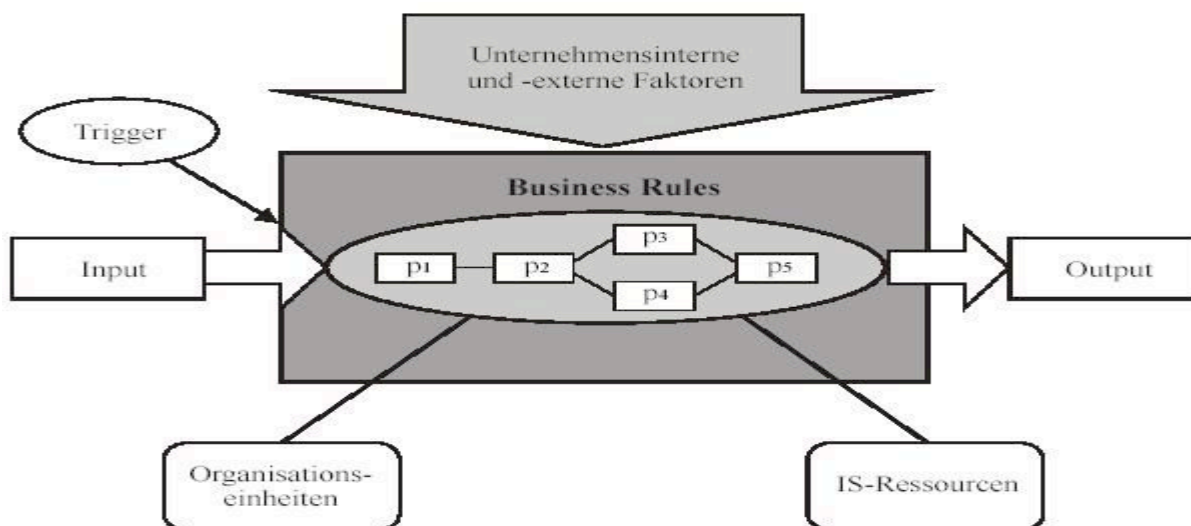 Unternehmensinterne
und -externe Faktoren
Trigger
Business Rules
Input
p1
p2
p3
p4
p5
Output
Organisations-
einheiten
IS-Ressourcen